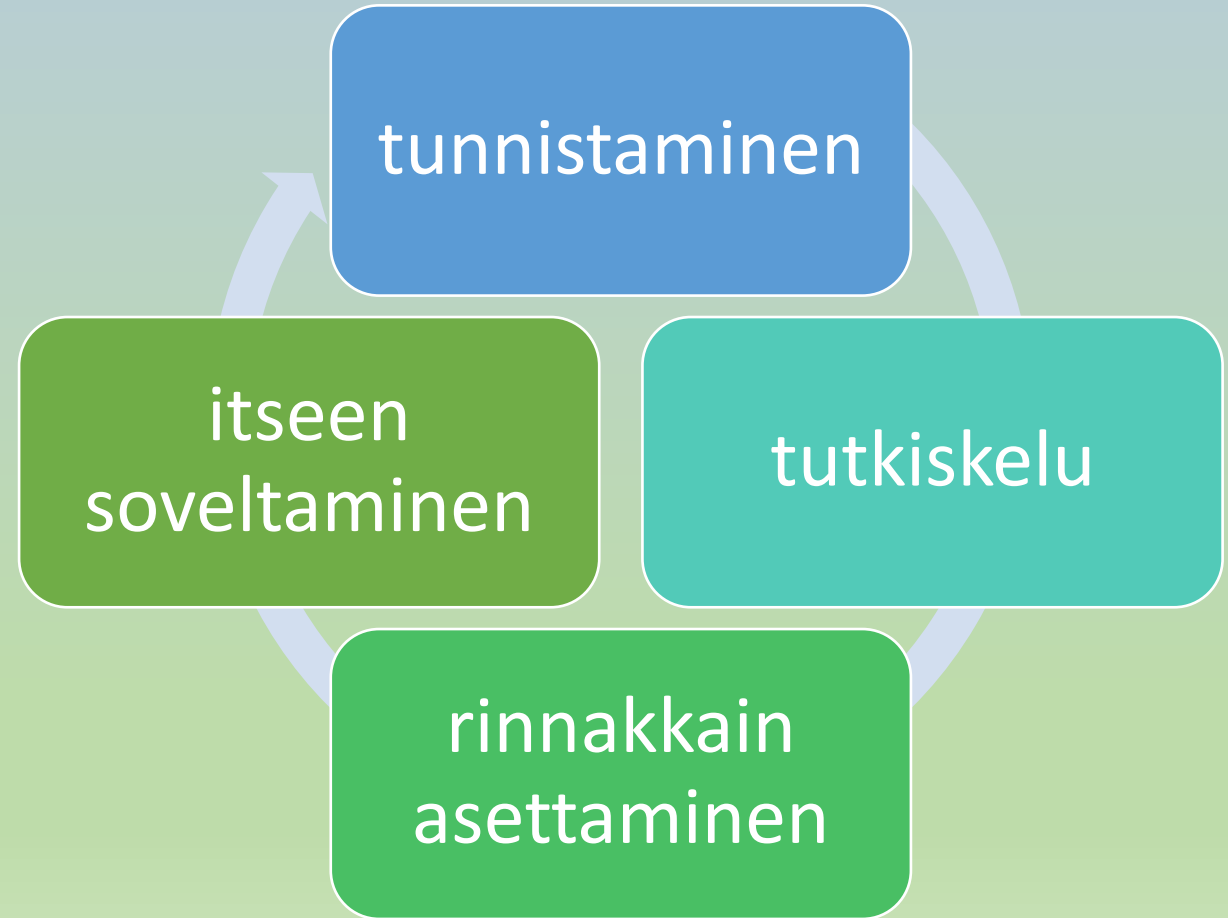 tunnistaminen
tutkiskelu
rinnakkain
asettaminen
itseen
soveltaminen